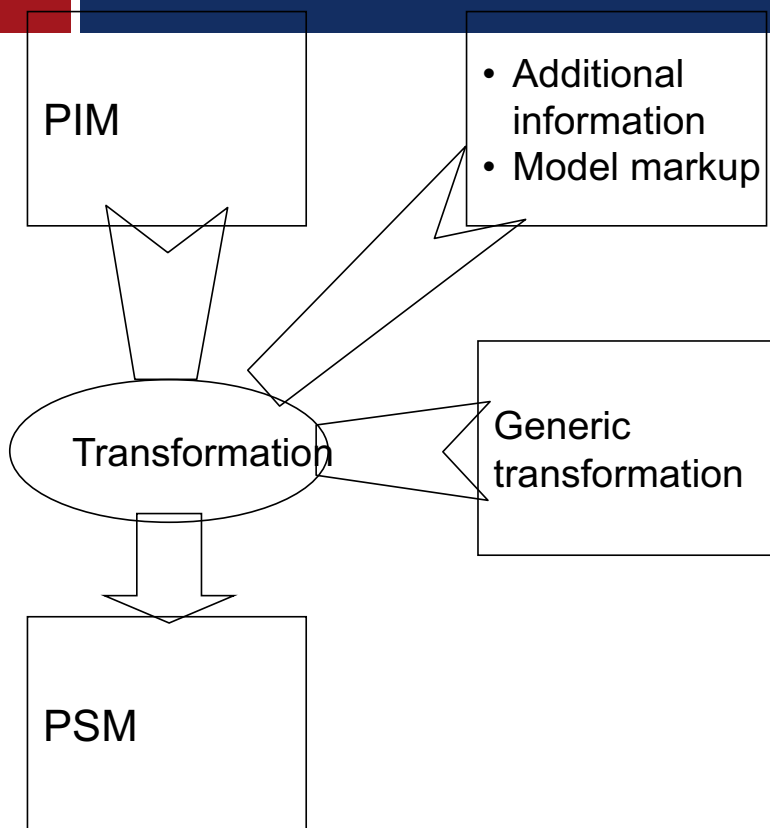 PIM
• Additional
information
• Model markup
Transformation
Generic
transformation
PSM